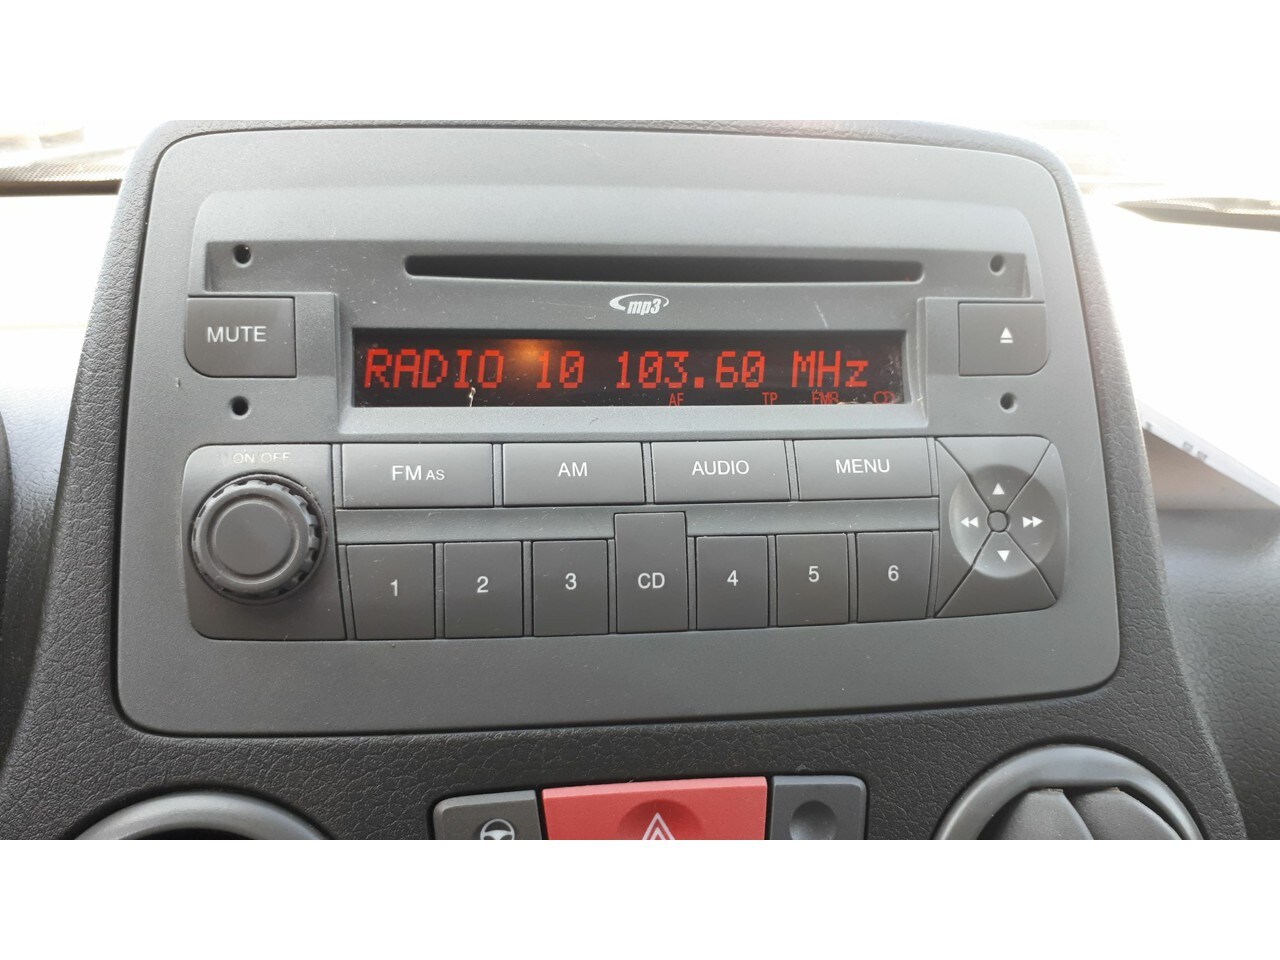 mp3
MUTE
RADIO 10 103.60 MHz
AF TP FMB
ON OFF
FM AS AM AUDIO MENU
1 2 3 CD 4 5 6